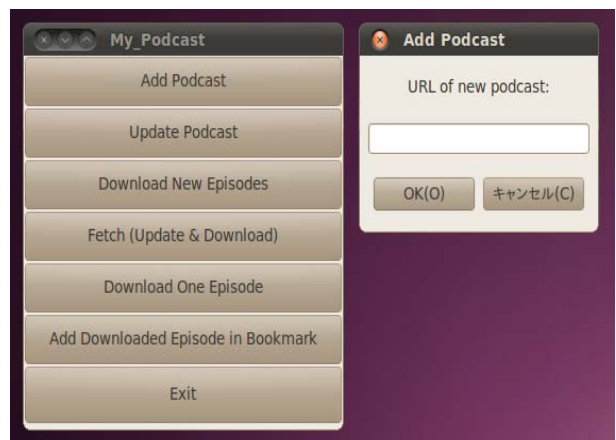 My_Podcast
Add Podcast
Update Podcast
Download New Episodes
Fetch (Update & Download)
Download One Episode
Add Downloaded Episode in Bookmark
Exit
Add Podcast
URL of new podcast:
OK(O)
キャンセル(C)